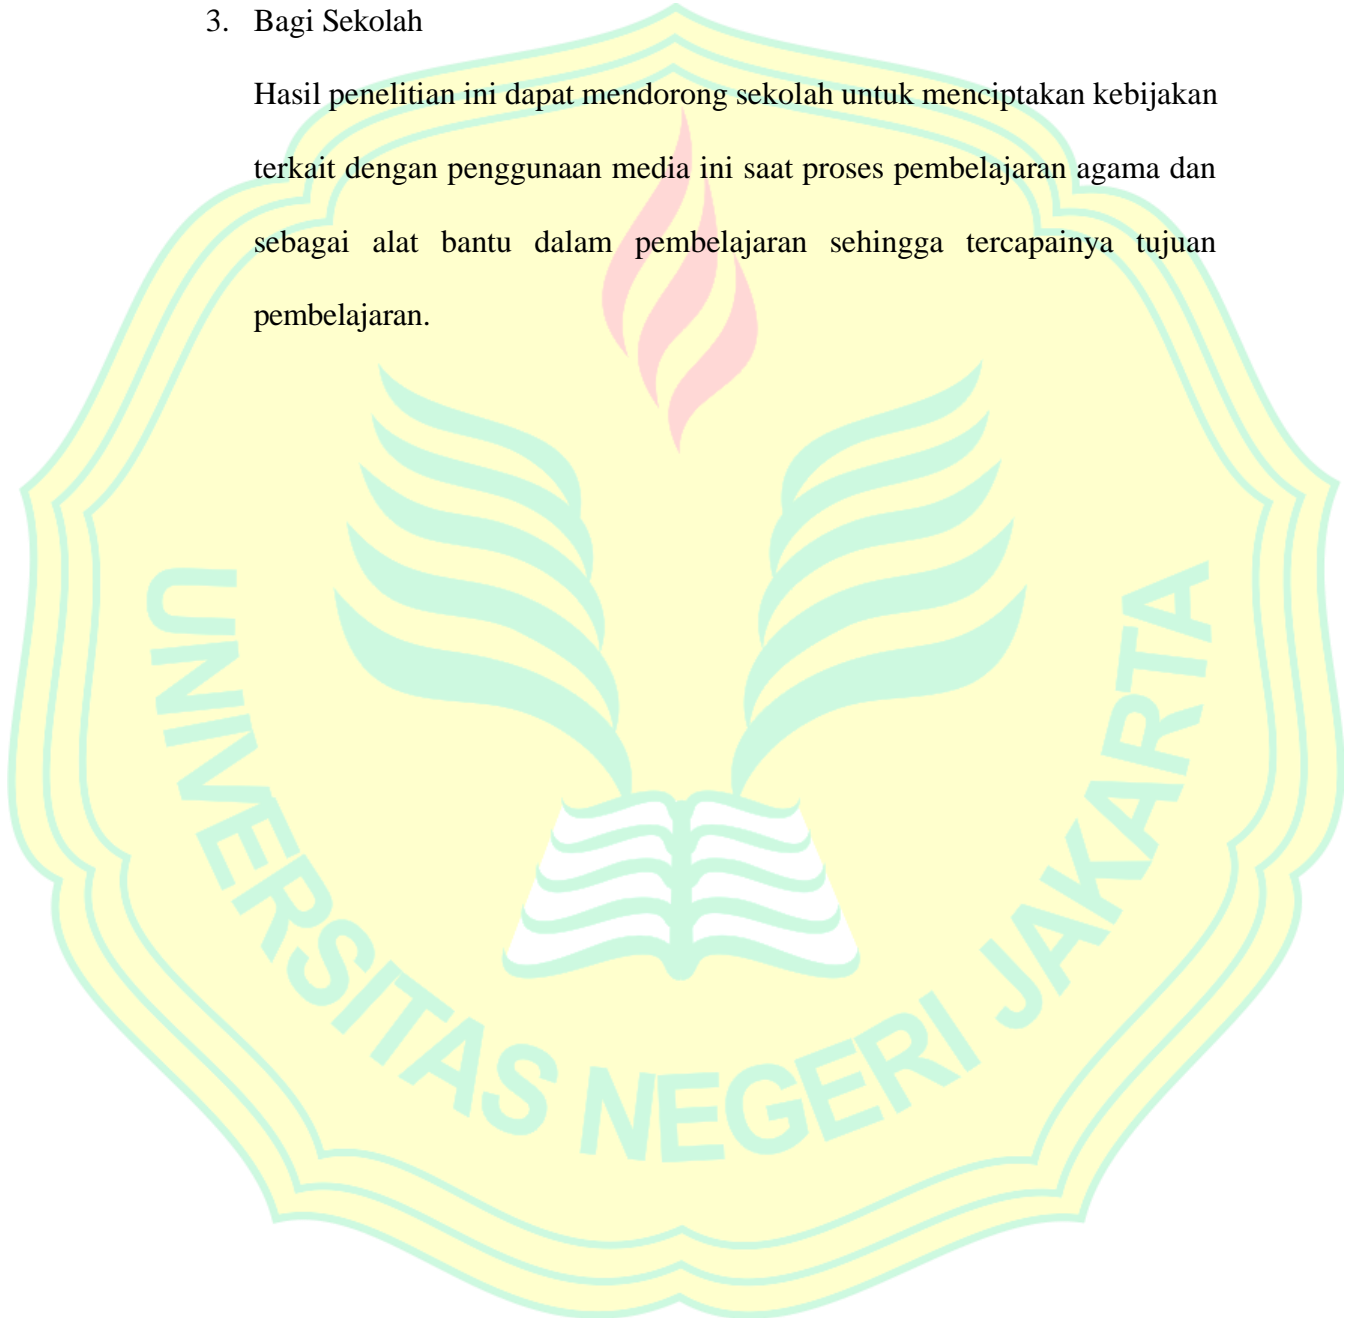 3. Bagi Sekolah
Hasil penelitian ini dapat mendorong sekolah untuk menciptakan kebijakan
terkait dengan penggunaan media ini saat proses pembelajaran agama dan
sebagai alat bantu dalam pembelajaran sehingga tercapainya tujuan
pembelajaran.
UNIVERSITAS NEGERI JAKARTA